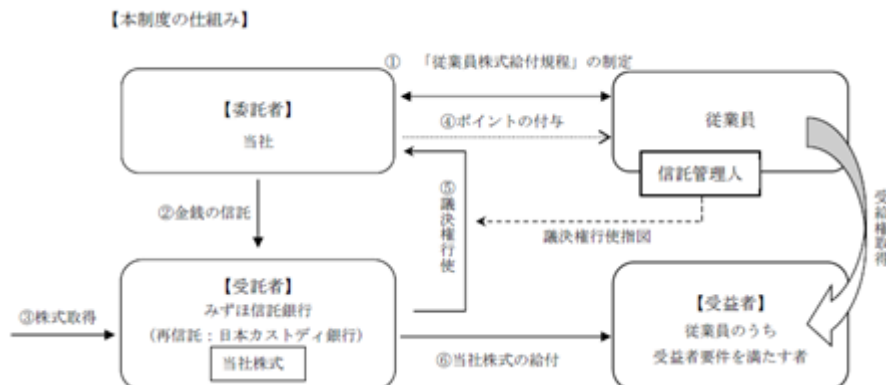 【本制度の仕組み】
① 「従業員株式給付規程」の制定
【委託者】
当社
④ポイントの付与
従業員
信託管理人
②金銭の信託
⑤議決権行使
議決権行使指図
受給権取得
【受託者】
みずほ信託銀行
(再信託:日本カストディ銀行)
当社株式
③株式取得
⑥当社株式の給付
【受益者】
従業員のうち
受益者要件を満たす者